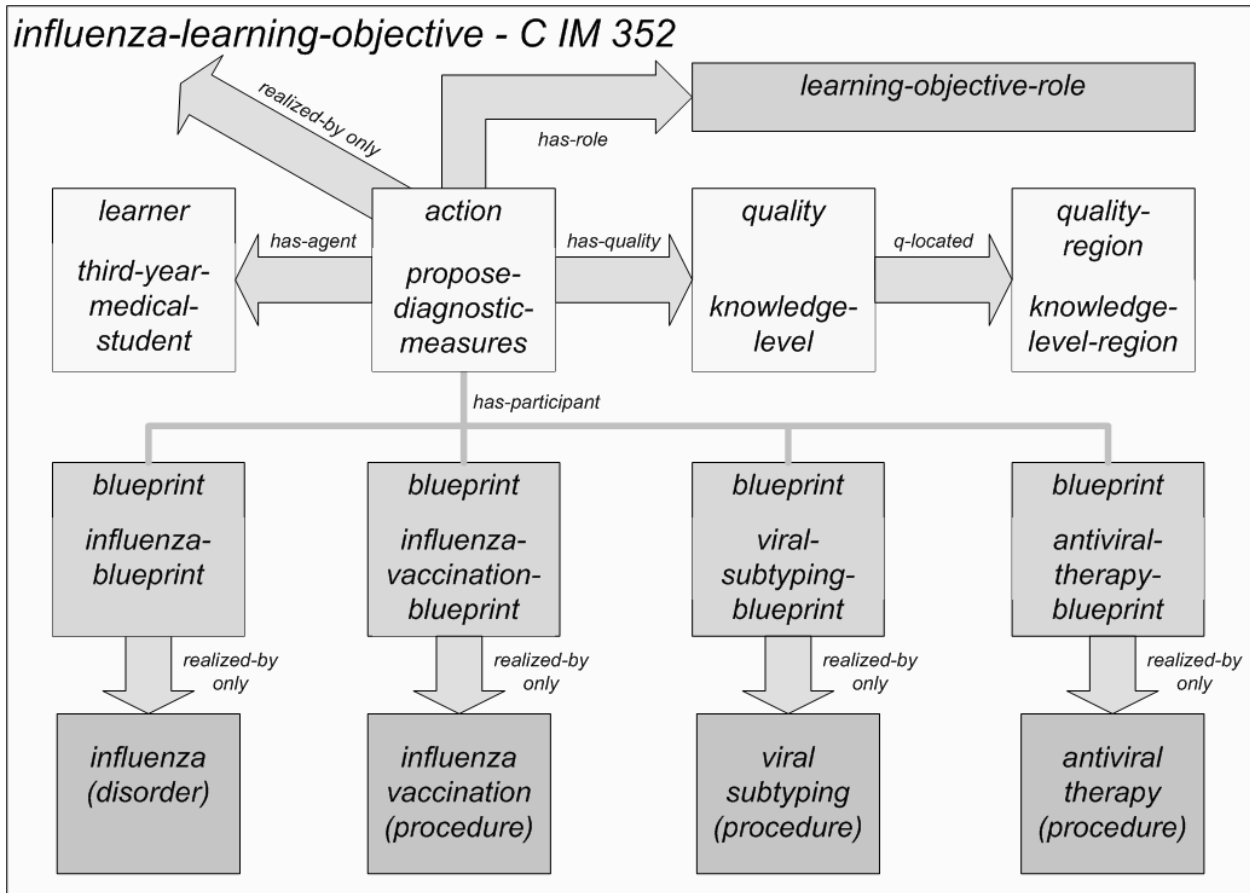 influenza-learning-objective - C IM 352
realized-by only
has-role
learning-objective-role
learner
third-year-
medical-
student
has-agent
action
propose-
diagnostic-
measures
has-quality
quality
knowledge-
level
q-located
quality-
region
knowledge-
level-region
has-participant
blueprint
influenza-
blueprint
blueprint
influenza-
vaccination-
blueprint
blueprint
viral-
subtyping-
blueprint
blueprint
antiviral-
therapy-
blueprint
realized-by
only
realized-by
only
realized-by
only
realized-by
only
influenza
(disorder)
influenza
vaccination
(procedure)
viral
subtyping
(procedure)
antiviral
therapy
(procedure)